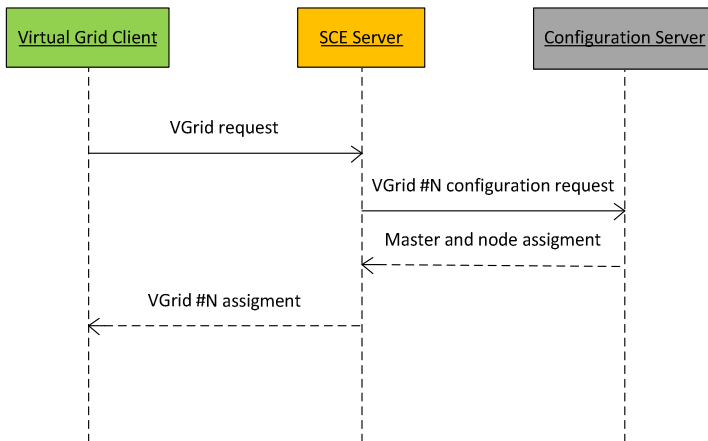 Virtual Grid Client
SCE Server
Configuration Server
VGrid request
VGrid #N configuration request
Master and node assigment
VGrid #N assigment